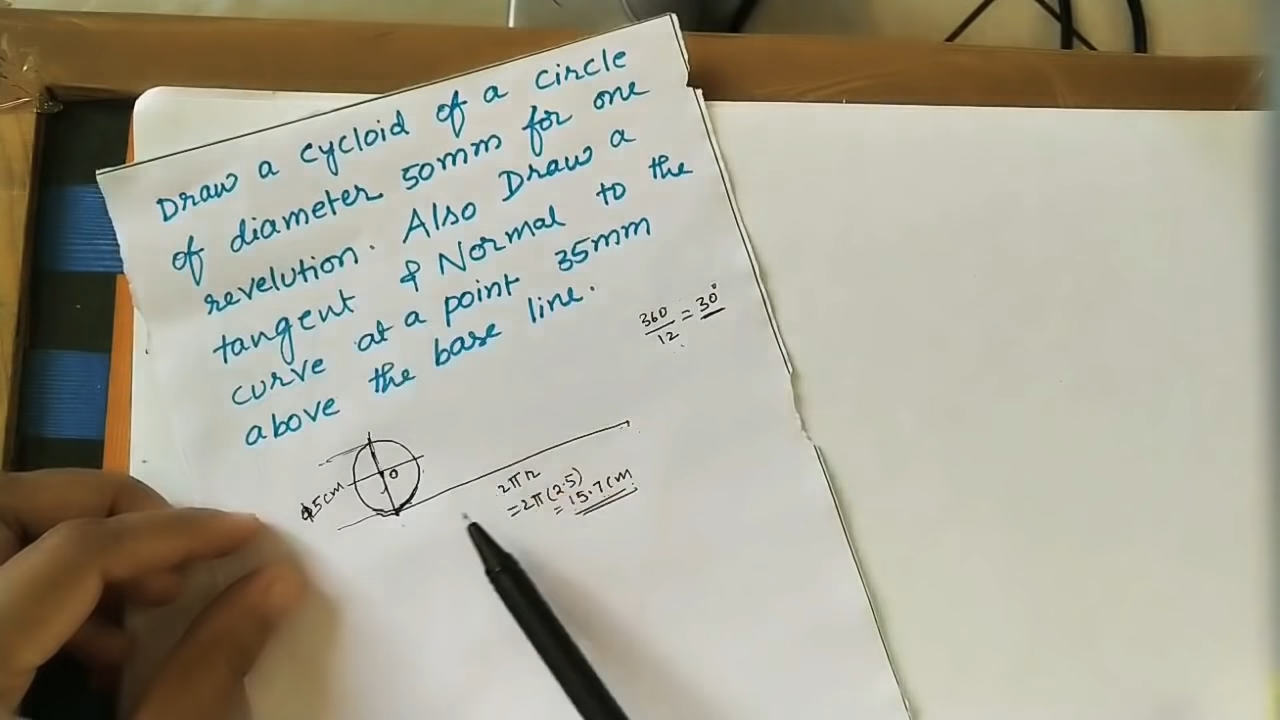 Draw a cycloid of a circle
of diameter 50mm for one
revelution. Also Draw a
tangent & Normal to the
curve at a point 35mm
above the base line.
360/12 = 30°
O
ϕ5cm
2πr
= 2π(2.5)
= 15.7cm